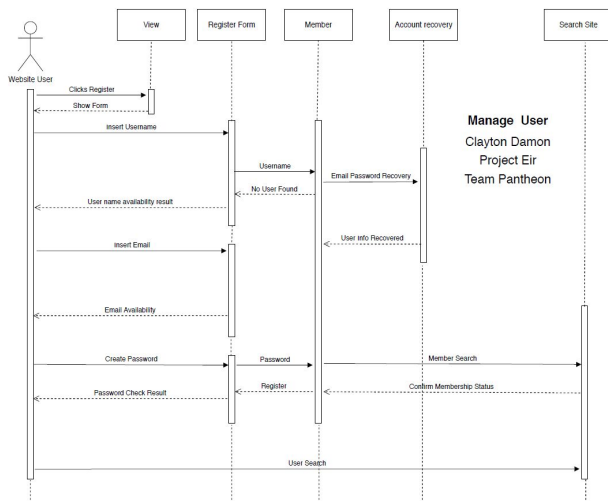 View
Register Form
Member
Account recovery
Search Site
Website User
Clicks Register
Show Form
Insert Username
Manage User
Clayton Damon
Project Eir
Team Pantheon
Username
Email Password Recovery
No User Found
User name availability result
User Info Recovered
Insert Email
Email Availability
Create Password
Password
Member Search
Register
Confirm Membership Status
Password Check Result
User Search